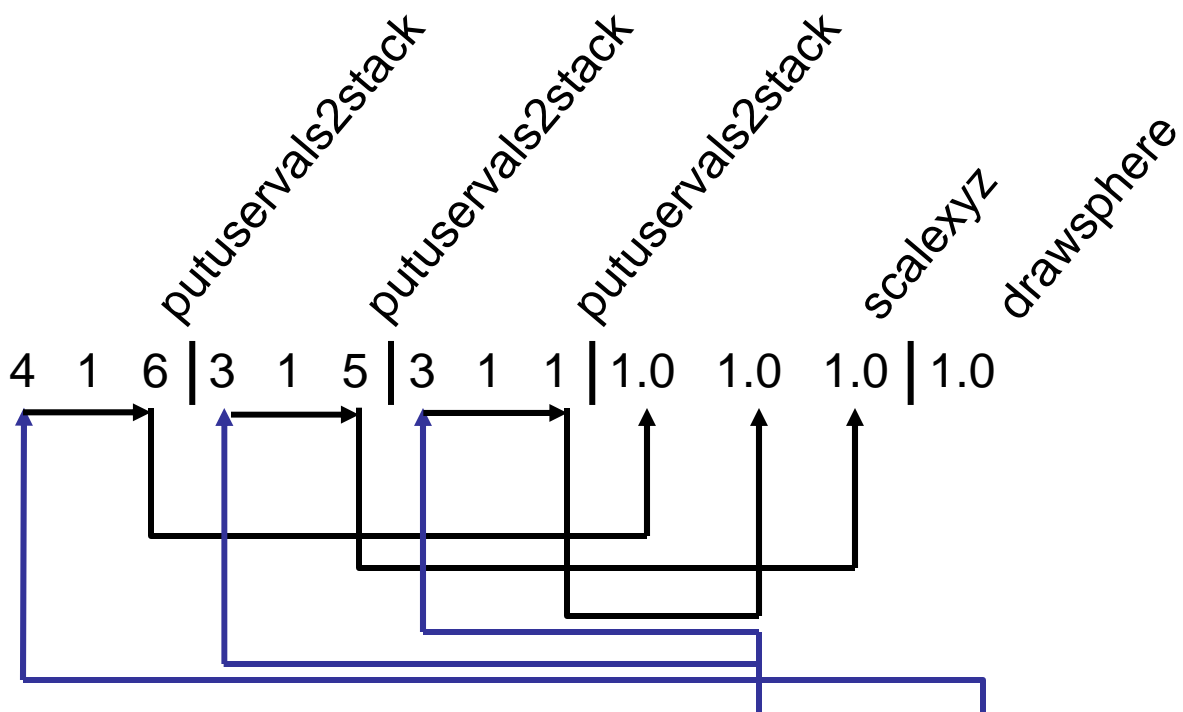 putuservals2stack
putuservals2stack
putuservals2stack
scalexyz
drawsphere
4 1 6 | 3 1 5 | 3 1 1 | 1.0 1.0 1.0 | 1.0